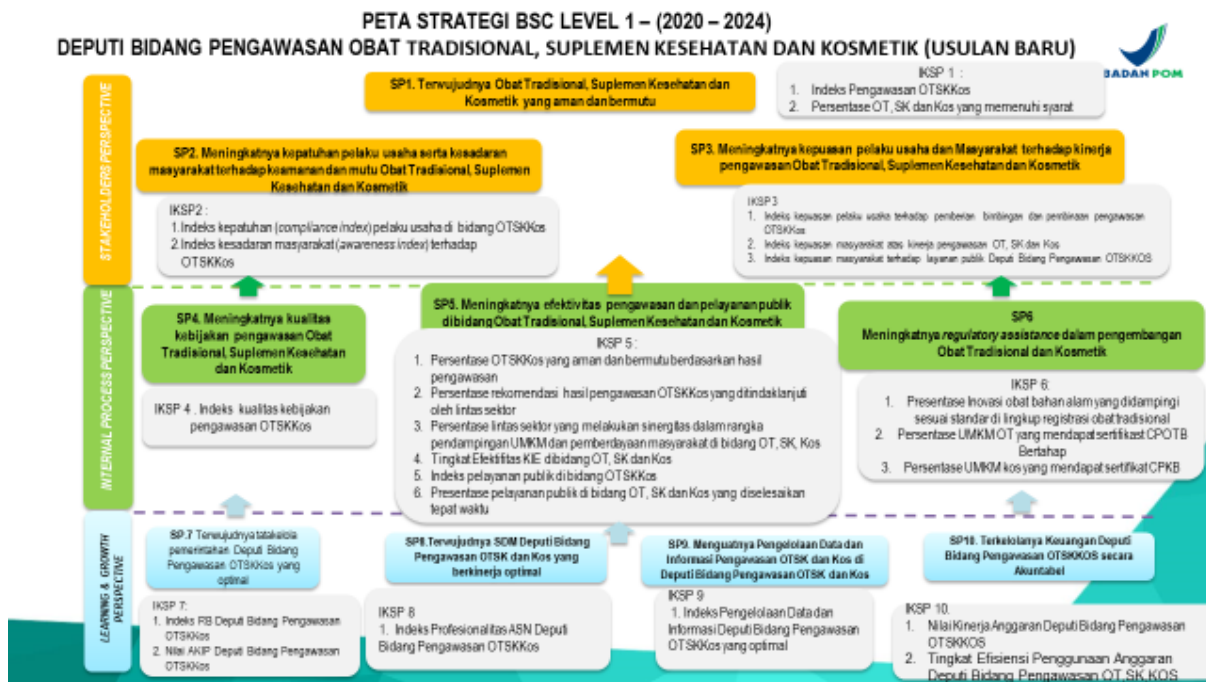 PETA STRATEGI BSC LEVEL 1 – (2020 – 2024)
DEPUTI BIDANG PENGAWASAN OBAT TRADISIONAL, SUPLEMEN KESEHATAN DAN KOSMETIK (USULAN BARU)
BADAN POM
STAKEHOLDERS PERSPECTIVE
SP1. Terwujudnya Obat Tradisional, Suplemen Kesehatan dan
Kosmetik yang aman dan bermutu
IKSP 1 :
1. Indeks Pengawasan OTSKKos
2. Persentase OT, SK dan Kos yang memenuhi syarat
SP2. Meningkatnya kepatuhan pelaku usaha serta kesadaran
masyarakat terhadap keamanan dan mutu Obat Tradisional, Suplemen
Kesehatan dan Kosmetik
IKSP2 :
1. Indeks kepatuhan (compliance index) pelaku usaha di bidang OTSKKos
2. Indeks kesadaran masyarakat (awareness index) terhadap
OTSKKos
SP3. Meningkatnya kepuasan pelaku usaha dan Masyarakat terhadap kinerja
pengawasan Obat Tradisional, Suplemen Kesehatan dan Kosmetik
IKSP3
1. Indeks kepuasan pelaku usaha terhadap pemberian bimbingan dan pembinaan pengawasan
OTSKKos
2. Indeks kepuasan masyarakat atas kinerja pengawasan OT, SK dan Kos
3. Indeks kepuasan masyarakat terhadap layanan publik Deputi Bidang Pengawasan OTSKKOS
INTERNAL PROCESS PERSPECTIVE
SP4. Meningkatnya kualitas
kebijakan pengawasan Obat
Tradisional, Suplemen Kesehatan
dan Kosmetik
IKSP 4 . Indeks kualitas kebijakan
pengawasan OTSKKos
SP5. Meningkatnya efektivitas pengawasan dan pelayanan publik
dibidang Obat Tradisional, Suplemen Kesehatan dan Kosmetik
IKSP 5 :
1. Persentase OTSKKos yang aman dan bermutu berdasarkan hasil
pengawasan
2. Persentase rekomendasi hasil pengawasan OTSKKos yang ditindaklanjuti
oleh lintas sektor
3. Persentase lintas sektor yang melakukan sinergitas dalam rangka
pendampingan UMKM dan pemberdayaan masyarakat di bidang OT, SK, Kos
4 Tingkat Efektifitas KIE dibidang OT, SK dan Kos
5 Indeks pelayanan publik di bidang OTSKKos
6 Presentase pelayanan publik di bidang OT, SK dan Kos yang diselesaikan
tepat waktu
SP6
Meningkatnya regulatory assistance dalam pengembangan
Obat Tradisional dan Kosmetik
IKSP 6:
1. Presentase Inovasi obat bahan alam yang didampingi
sesuai standar di lingkup registrasi obat tradisional
2. Persentase UMKM OT yang mendapat sertifikast CPOTB
Bertahap
3. Persentase UMKM kos yang mendapat sertifikat CPKB
LEARNING & GROWTH
PERSPECTIVE
SP.7 Terwujudnya tatakelola
pemerintahan Deputi Bidang
Pengawasan OTSKKos yang
optimal
IKSP 7:
1. Indeks RB Deputi Bidang Pengawasan
OTSKKos
2. Nilai AKIP Deputi Bidang Pengawasan
OTSKKos
SP8.Terwujudnya SDM Deputi Bidang
Pengawasan OTSK dan Kos yang
berkinerja optimal
IKSP 8
1. Indeks Profesionalitas ASN Deputi
Bidang Pengawasan OTSKKos
SP9. Menguatnya Pengelolaan Data dan
Informasi Pengawasan OTSK dan Kos di
Deputi Bidang Pengawasan OTSK dan Kos
IKSP 9
1. Indeks Pengelolaan Data dan
Informasi Deputi Bidang Pengawasan
OTSKKos yang optimal
SP10. Terkelolanya Keuangan Deputi
Bidang Pengawasan OTSKKOS secara
Akuntabel
IKSP 10.
1. Nilai Kinerja Anggaran Deputi Bidang Pengawasan
OTSKKOS
2. Tingkat Efisiensi Penggunaan Anggaran
Deputi Bidang Pengawasan OT,SK,KOS